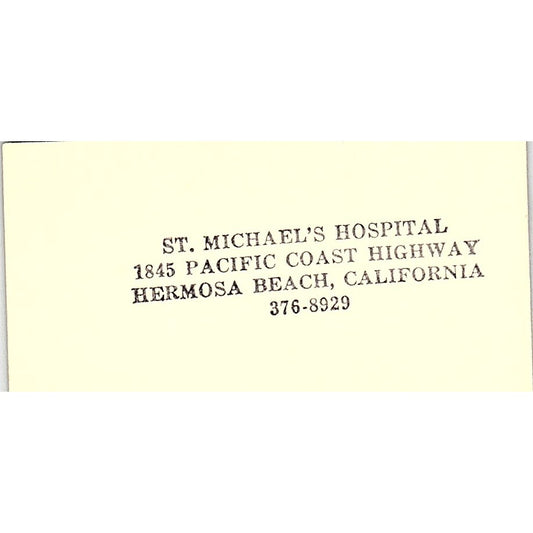 ST. MICHAEL'S HOSPITAL
1845 PACIFIC COAST HIGHWAY
HERMOSA BEACH, CALIFORNIA
376-8929